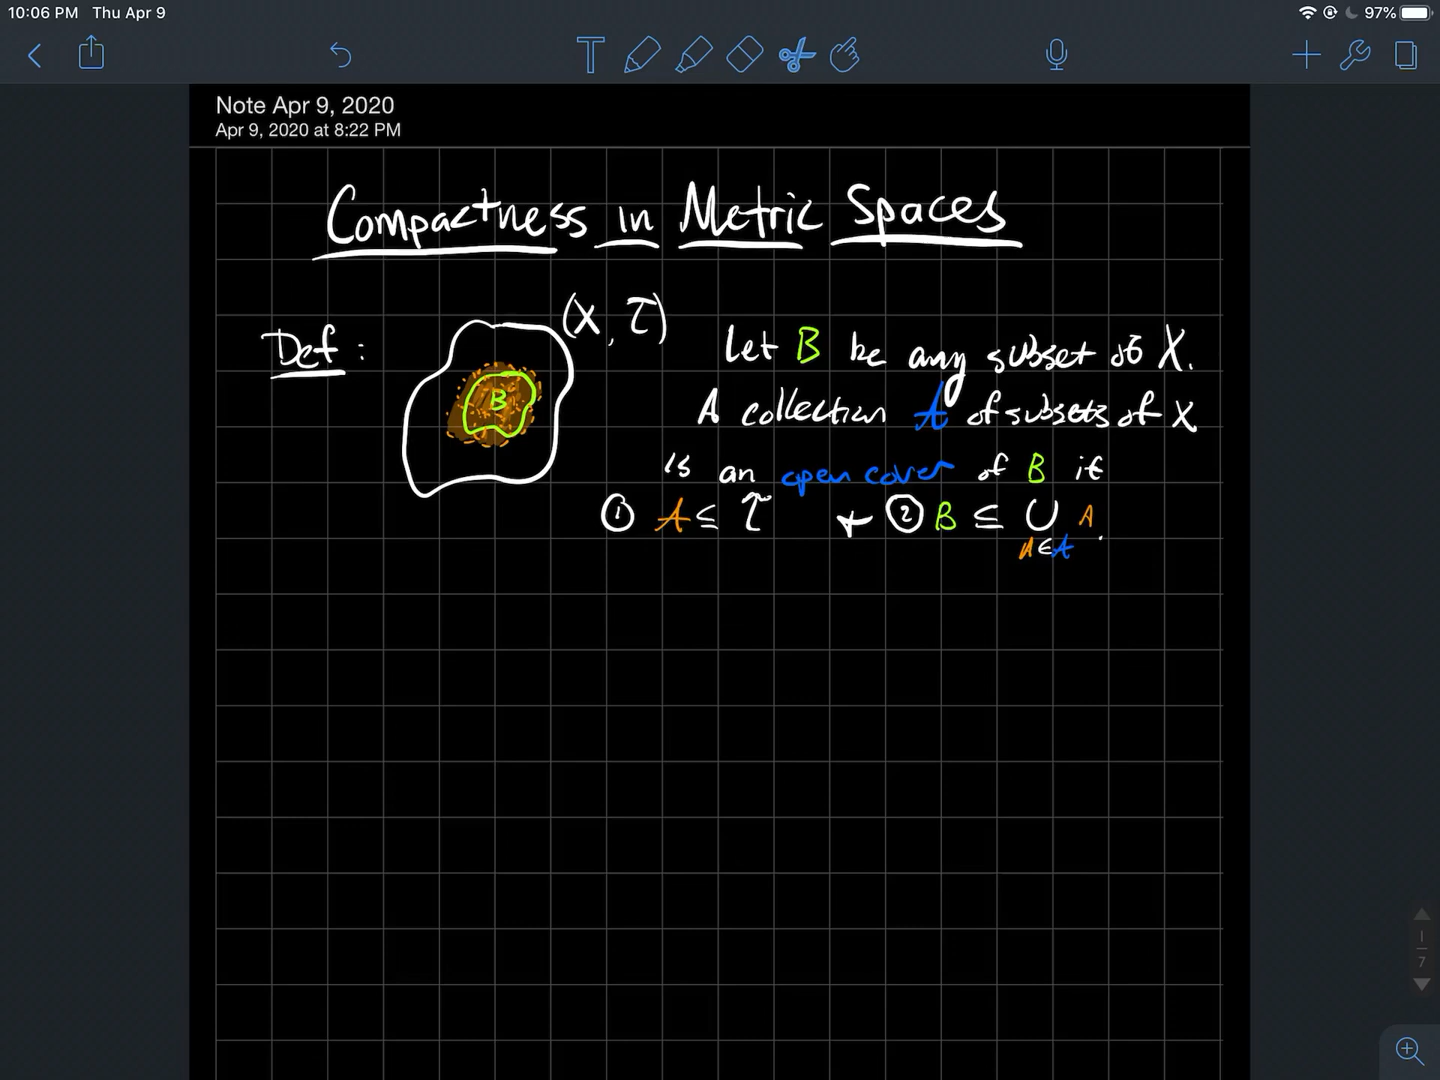 10:06 PM Thu Apr 9 97%
Note Apr 9, 2020
Apr 9, 2020 at 8:22 PM
Compactness in Metric Spaces
Def: (X, τ)
B
Let B be any subset of X.
A collection A of subsets of X
is an open cover of B if
① A ⊆ τ + ② B ⊆ ∪ A.
A∈A
1
7